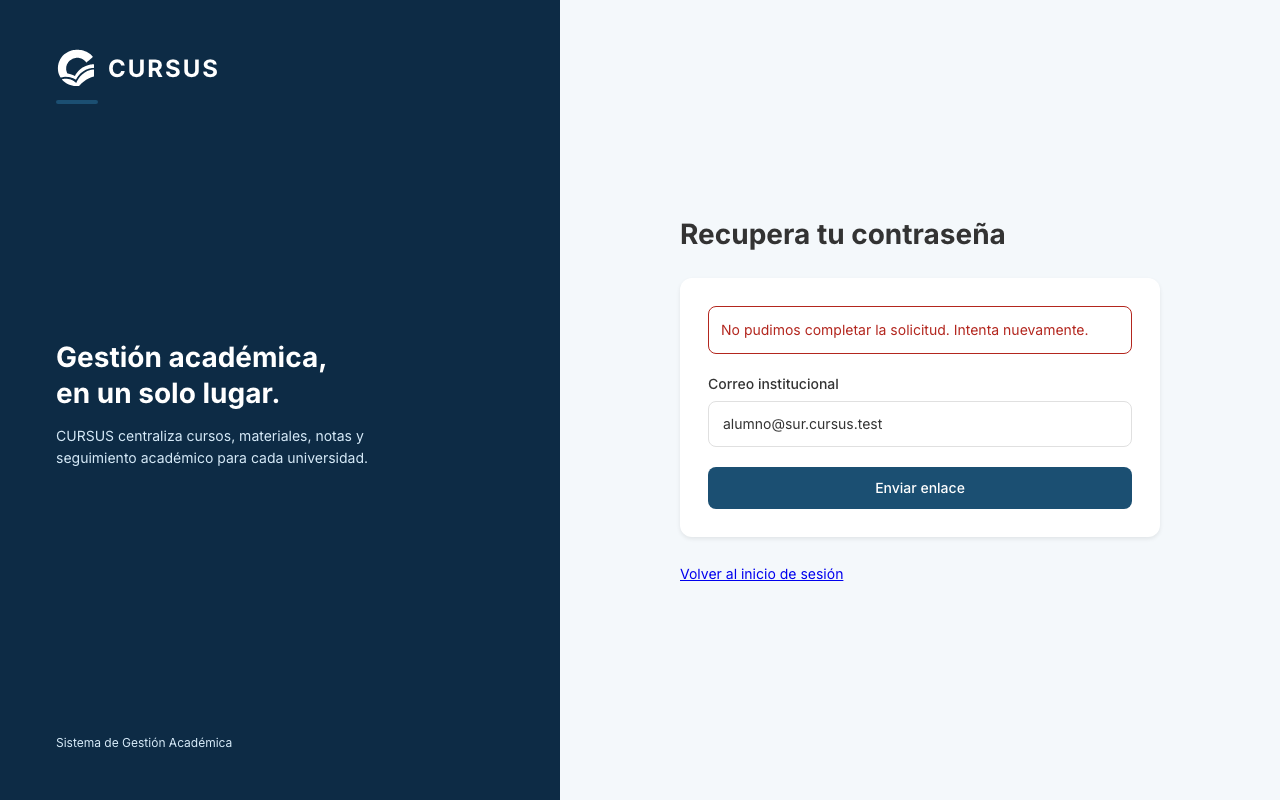 CURSUS
Gestión académica,
en un solo lugar.
CURSUS centraliza cursos, materiales, notas y
seguimiento académico para cada universidad.
Sistema de Gestión Académica
Recupera tu contraseña
No pudimos completar la solicitud. Intenta nuevamente.
Correo institucional
alumno@sur.cursus.test
Enviar enlace
Volver al inicio de sesión